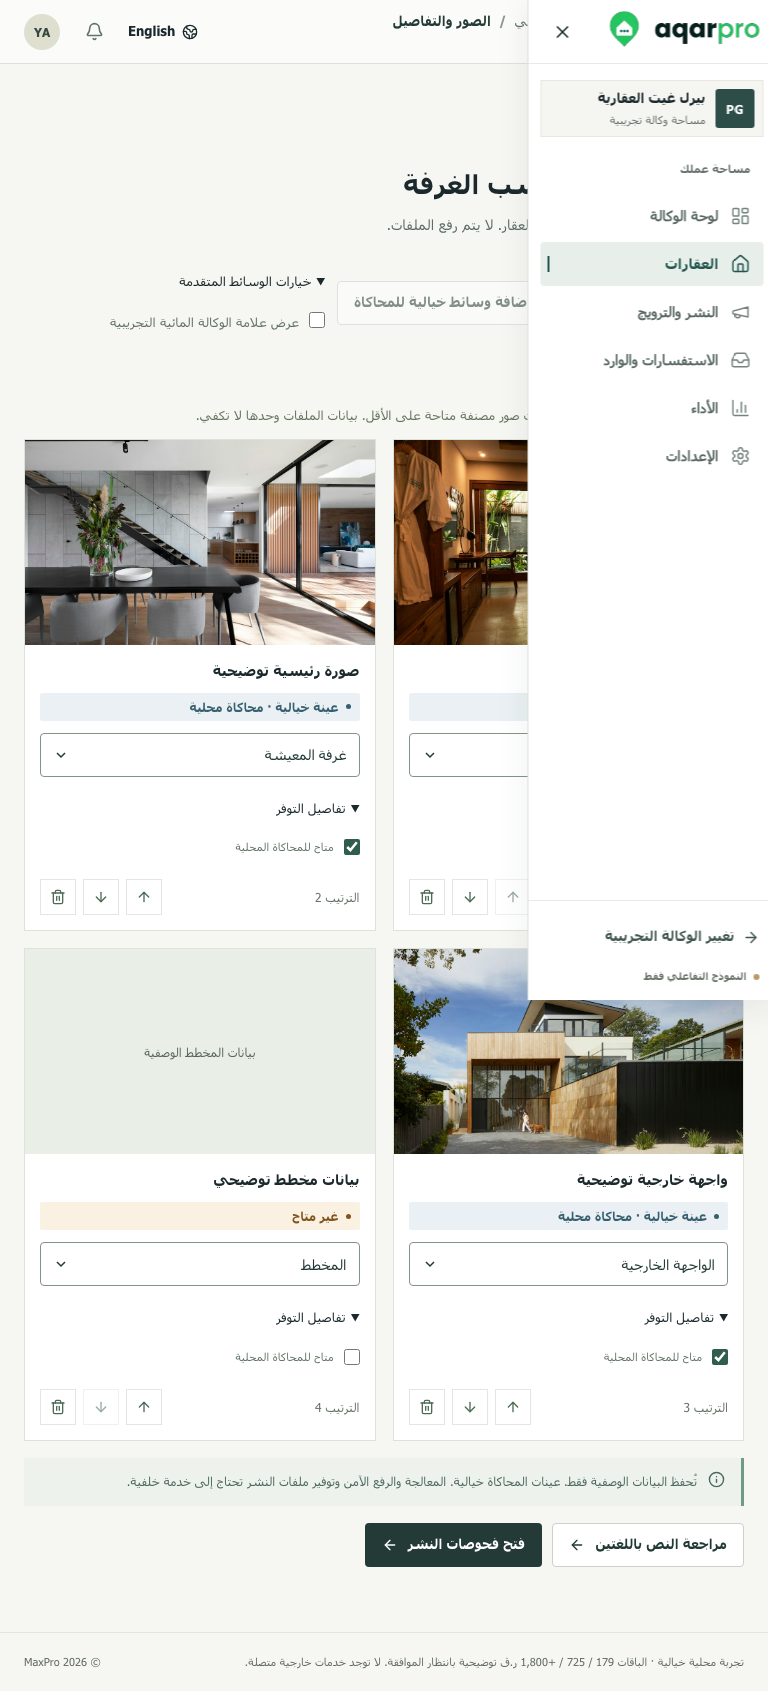 aqarpro
PG
بيرل غيت العقارية
مساحة وكالة تجريبية
مساحة عملك
لوحة الوكالة
العقارات
النشر والترويج
الاستفسارات والوارد
الأداء
الإعدادات
تغيير الوكالة التجريبية
النموذج التفاعلي فقط
/ الصور والتفاصيل
English
YA
الغرفة
العقار. لا يتم رفع الملفات.
وسائط خيالية للمحاكاة
خيارات الوسائط المتقدمة
عرض علامة الوكالة المائية التجريبية
صور مصنفة متاحة على الأقل. بيانات الملفات وحدها لا تكفي.
صورة رئيسية توضيحية
عينة خيالية · محاكاة محلية
غرفة المعيشة
تفاصيل التوفر
متاح للمحاكاة المحلية
الترتيب 2
واجهة خارجية توضيحية
عينة خيالية · محاكاة محلية
الواجهة الخارجية
تفاصيل التوفر
متاح للمحاكاة المحلية
الترتيب 3
بيانات المخطط الوصفية
بيانات مخطط توضيحي
غير متاح
المخطط
تفاصيل التوفر
متاح للمحاكاة المحلية
الترتيب 4
تُحفظ البيانات الوصفية فقط. عينات المحاكاة خيالية. المعالجة والرفع الآمن وتوفير ملفات النشر تحتاج إلى خدمة خلفية.
مراجعة النص باللغتين
فتح فحوصات النشر
تجربة محلية خيالية · الباقات 179 / 725 / +1,800 ر.ق توضيحية بانتظار الموافقة. لا توجد خدمات خارجية متصلة.
© 2026 MaxPro